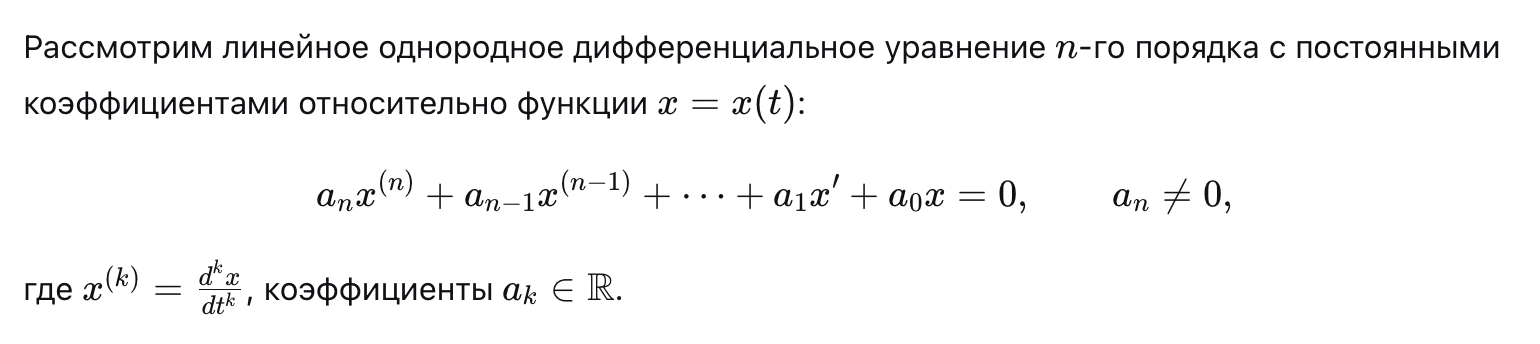 Рассмотрим линейное однородное дифференциальное уравнение n-го порядка с постоянными
коэффициентами относительно функции x = x(t):
a_n x^{(n)} + a_{n-1} x^{(n-1)} + ⋯ + a_1 x′ + a_0 x = 0,  a_n ≠ 0,
где x^{(k)} = \frac{d^k x}{dt^k}, коэффициенты a_k ∈ ℝ.